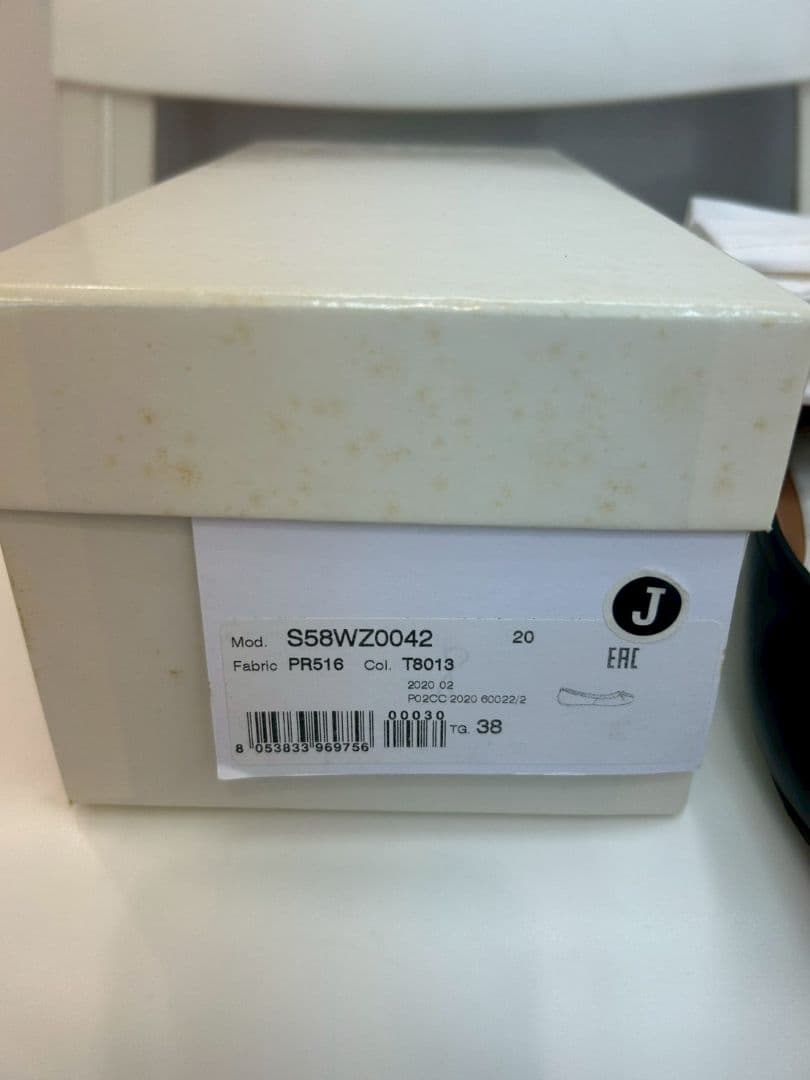 J
EAC
Mod. S58WZ0042 20
Fabric PR516 Col. T8013
2020 02
P02CC 2020 60022/2
00030
8 053833 969756
TG. 38